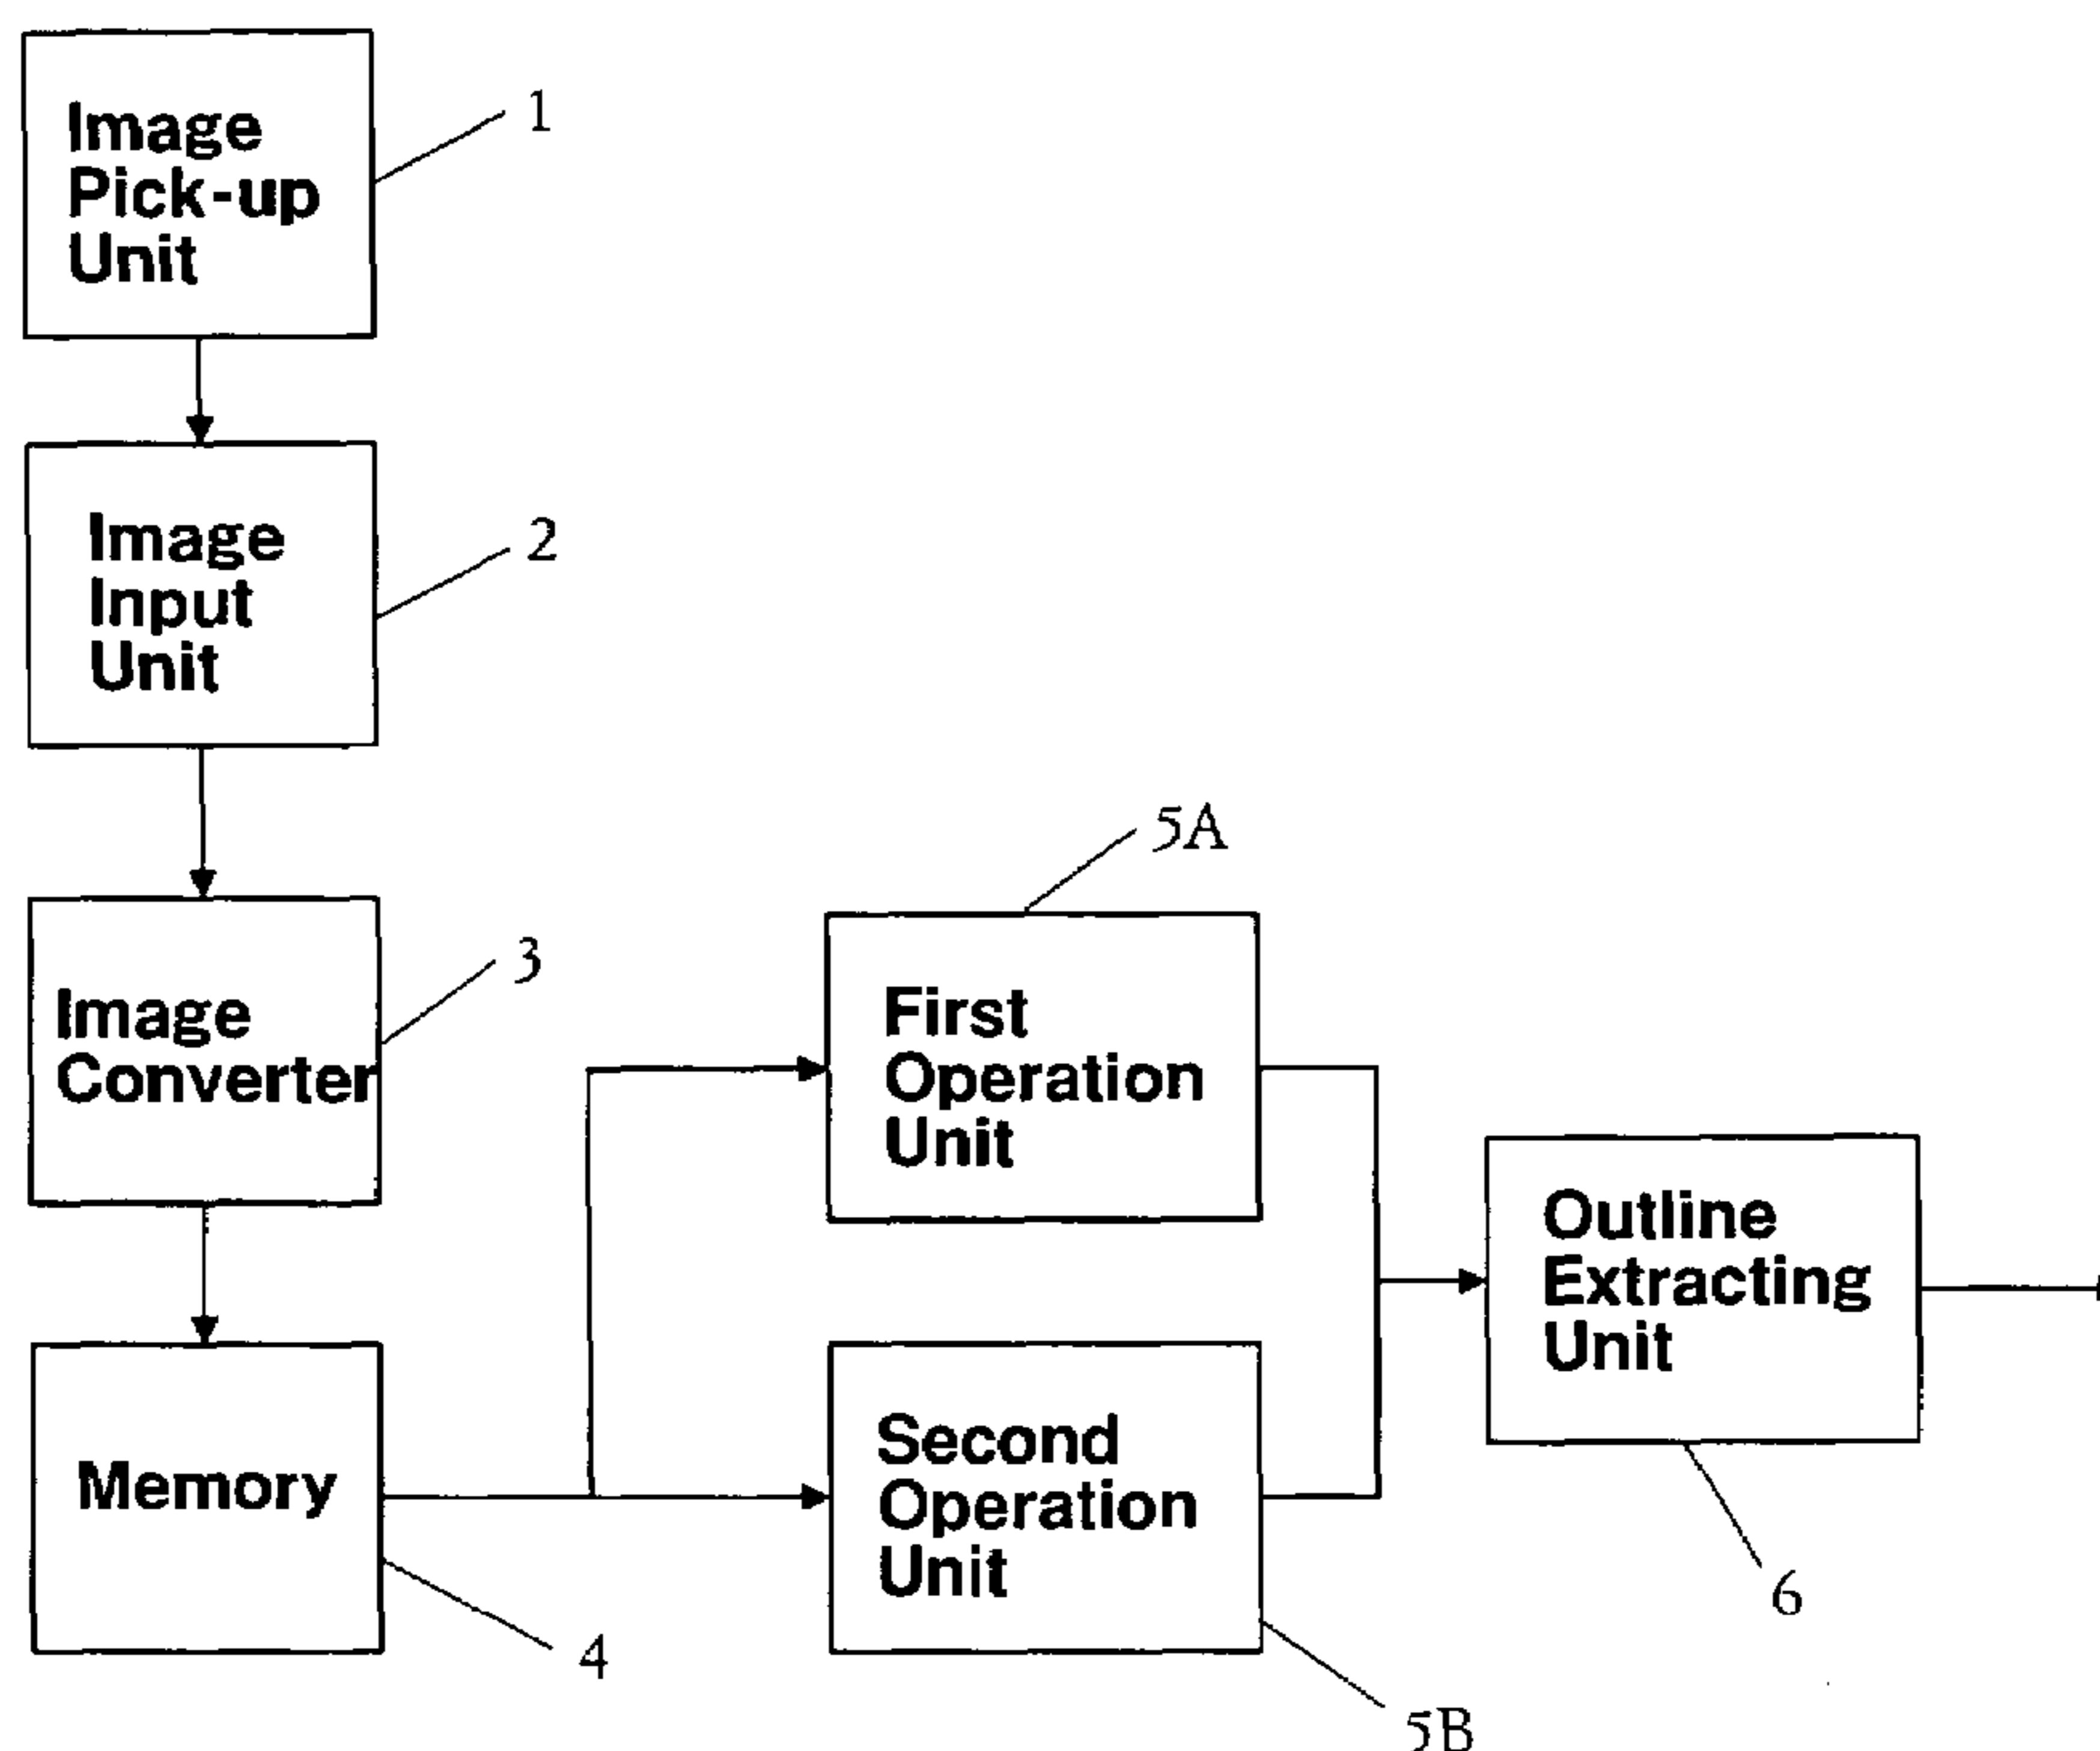 Image
Pick-up
Unit
1
Image
Input
Unit
2
Image
Converter
3
Memory
4
5A
First
Operation
Unit
Second
Operation
Unit
5B
Outline
Extracting
Unit
6